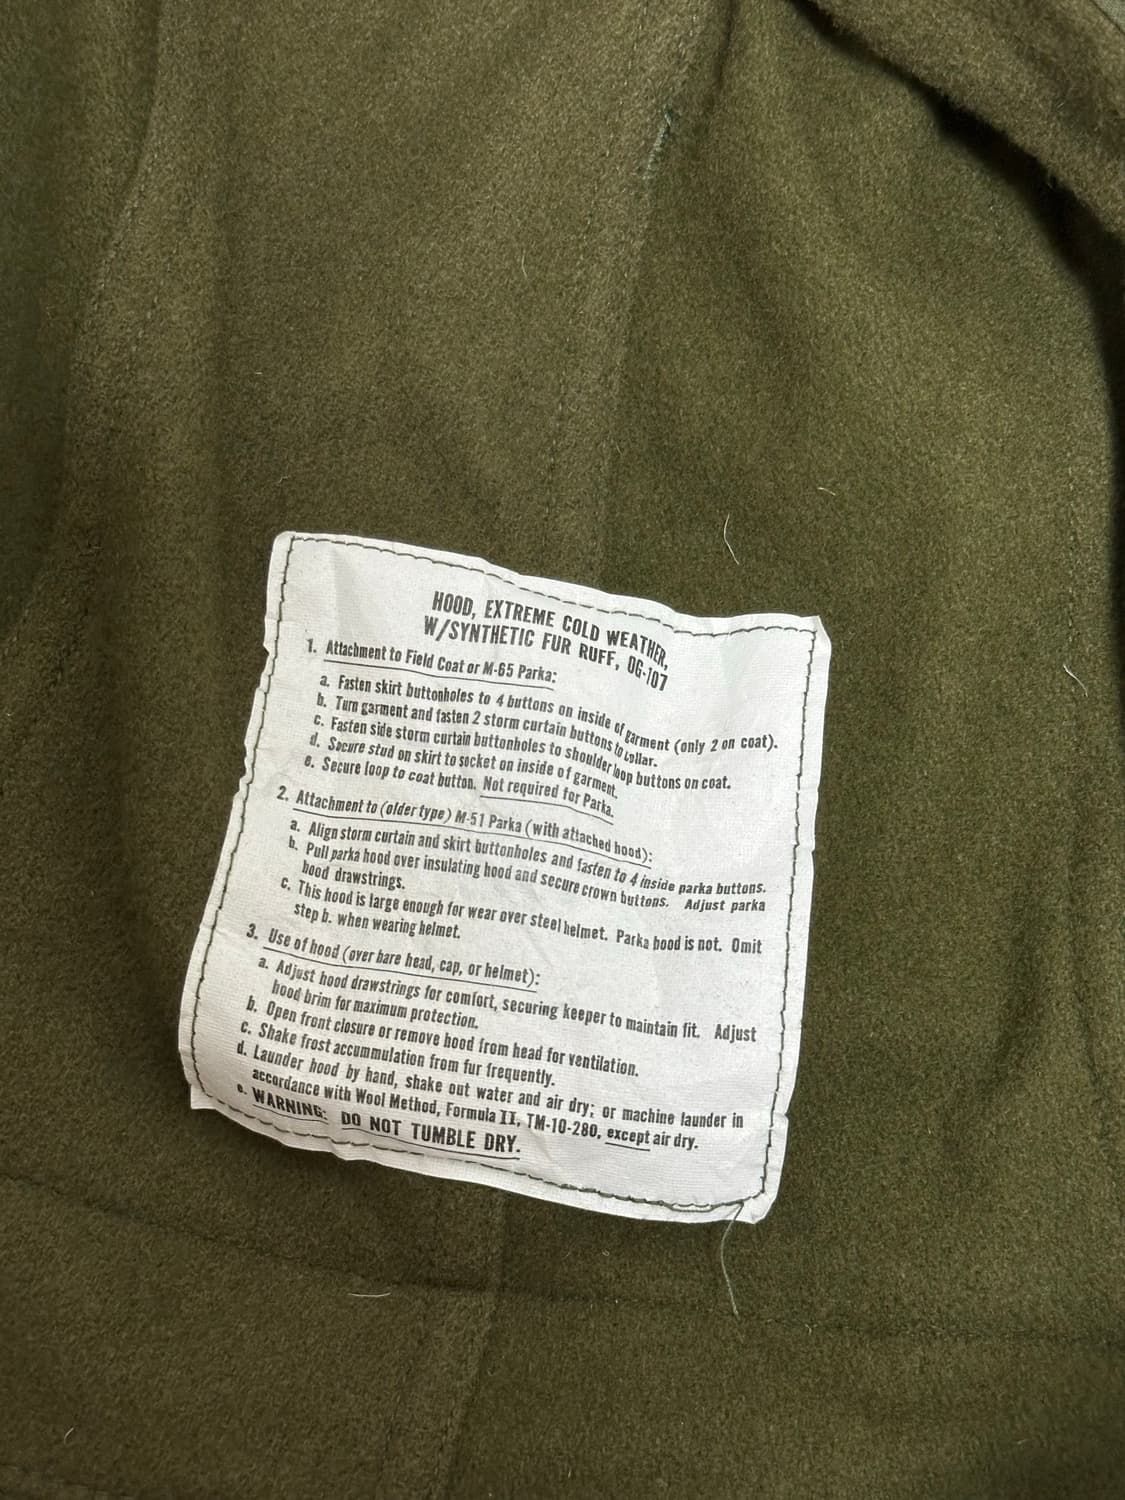 HOOD, EXTREME COLD WEATHER,
W/SYNTHETIC FUR RUFF, OG-107
1. Attachment to Field Coat or M-65 Parka:
a. Fasten skirt buttonholes to 4 buttons on inside of garment (only 2 on coat).
b. Turn garment and fasten 2 storm curtain buttons to collar.
c. Fasten side storm curtain buttonholes to shoulder loop buttons on coat.
d. Secure stud on skirt to socket on inside of garment.
e. Secure loop to coat button. Not required for Parka.
2. Attachment to (older type) M-51 Parka (with attached hood):
a. Align storm curtain and skirt buttonholes and fasten to 4 inside parka buttons.
b. Pull parka hood over insulating hood and secure crown buttons. Adjust parka
hood drawstrings.
c. This hood is large enough for wear over steel helmet. Parka hood is not. Omit
step b. when wearing helmet.
3. Use of hood (over bare head, cap, or helmet):
a. Adjust hood drawstrings for comfort, securing keeper to maintain fit. Adjust
hood brim for maximum protection.
b. Open front closure or remove hood from head for ventilation.
c. Shake frost accummulation from fur frequently.
d. Launder hood by hand, shake out water and air dry; or machine launder in
accordance with Wool Method, Formula II, TM-10-280, except air dry.
e. WARNING: DO NOT TUMBLE DRY.